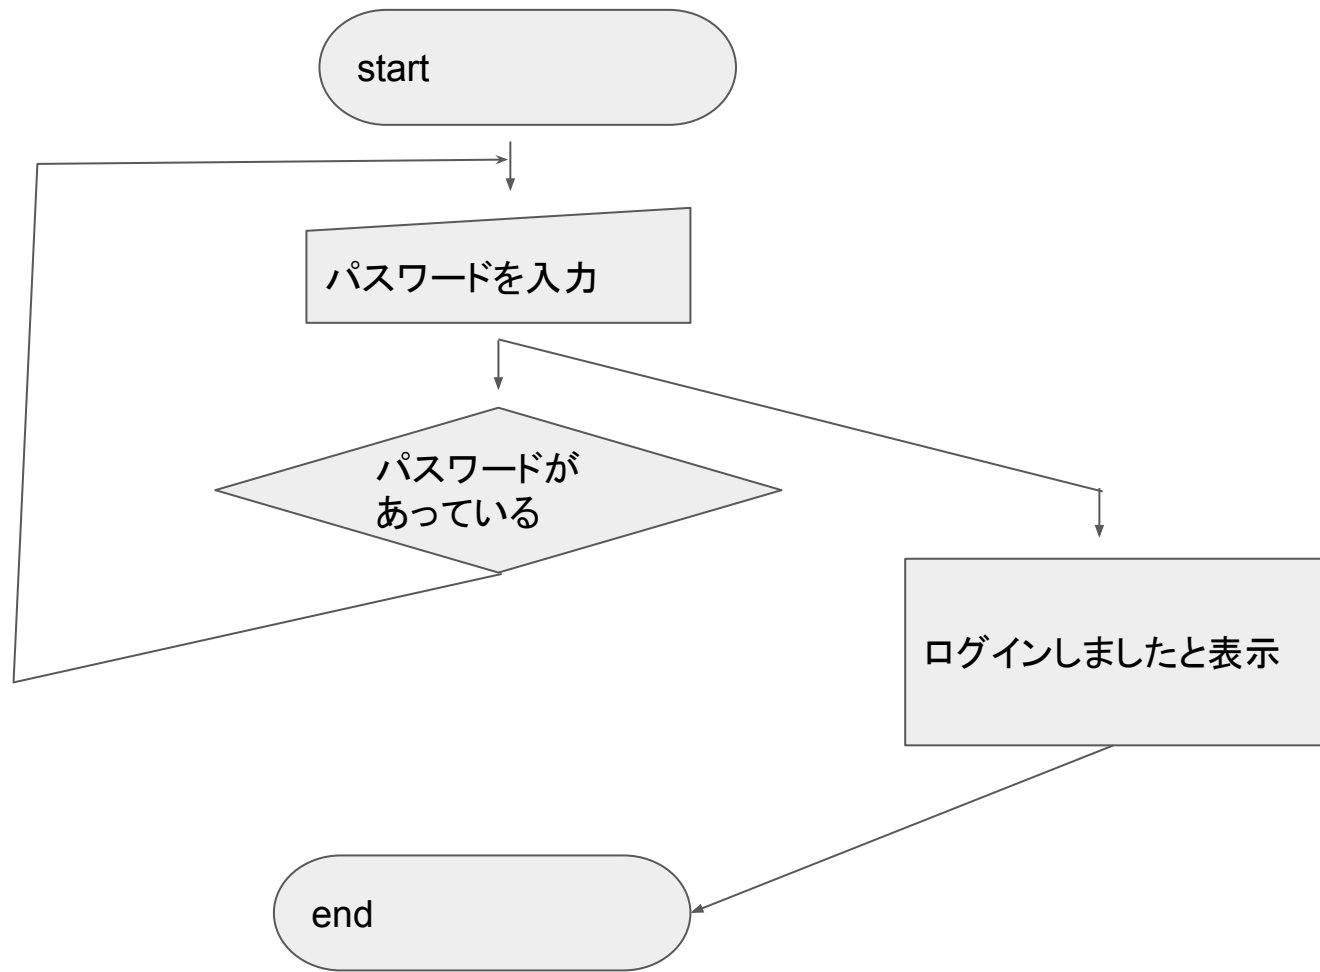 start
パスワードを入力
パスワードが
あっている
ログインしましたと表示
end